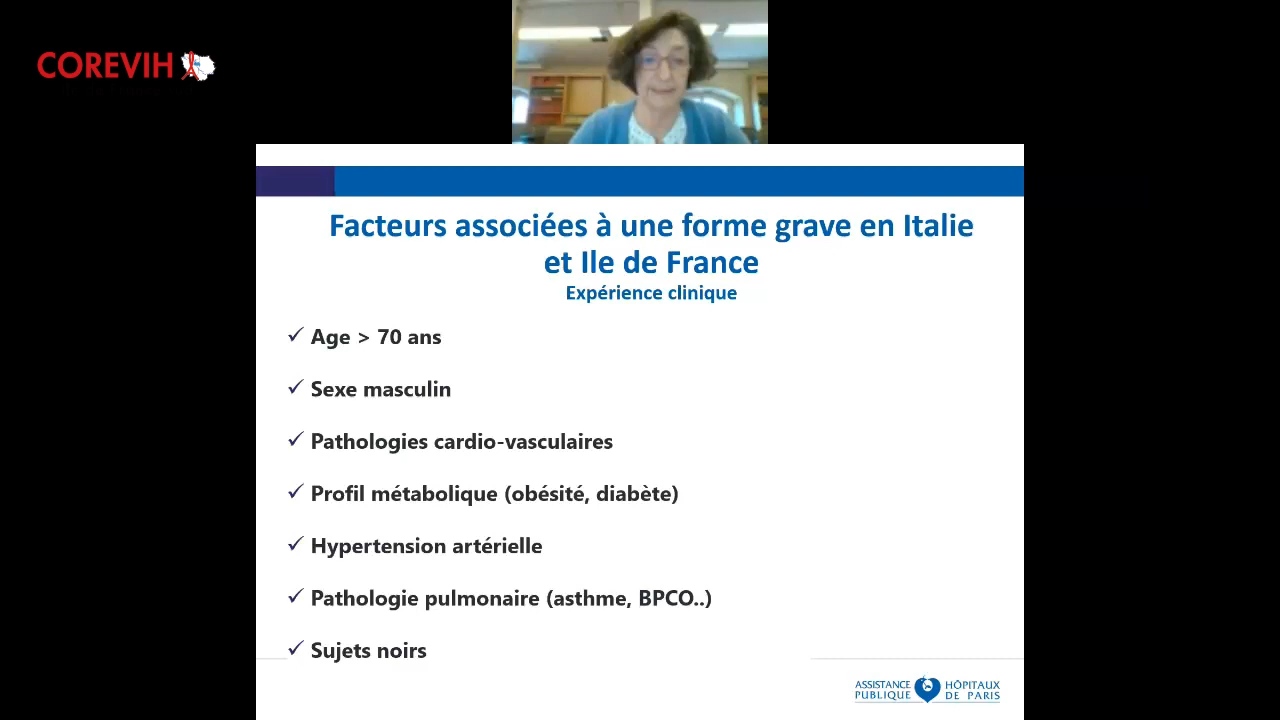 COREVIH
Facteurs associées à une forme grave en Italie
et Ile de France
Expérience clinique
✓ Age > 70 ans
✓ Sexe masculin
✓ Pathologies cardio-vasculaires
✓ Profil métabolique (obésité, diabète)
✓ Hypertension artérielle
✓ Pathologie pulmonaire (asthme, BPCO..)
✓ Sujets noirs
ASSISTANCE HÔPITAUX
PUBLIQUE DE PARIS